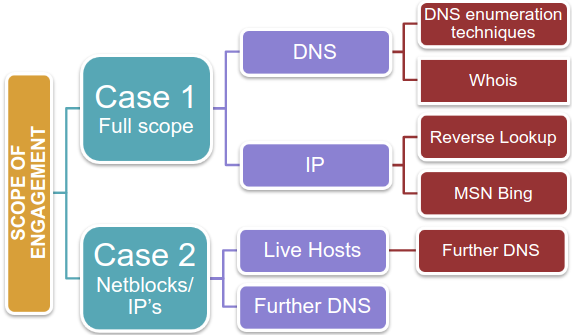 SCOPE OF
ENGAGEMENT
Case 1
Full scope
DNS
DNS enumeration
techniques
Whois
IP
Reverse Lookup
MSN Bing
Case 2
Netblocks/
IP's
Live Hosts
Further DNS
Further DNS